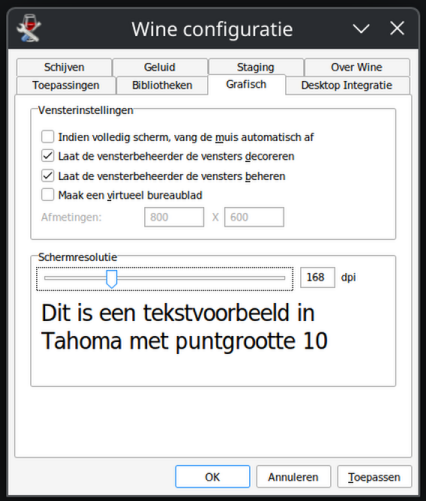 Wine configuratie
Schijven Geluid Staging Over Wine
Toepassingen Bibliotheken Grafisch Desktop Integratie
Vensterinstellingen
Indien volledig scherm, vang de muis automatisch af
Laat de vensterbeheerder de vensters decoreren
Laat de vensterbeheerder de vensters beheren
Maak een virtueel bureaublad
Afmetingen: 800 X 600
Schermresolutie
168 dpi
Dit is een tekstvoorbeeld in
Tahoma met puntgrootte 10
OK Annuleren Toepassen